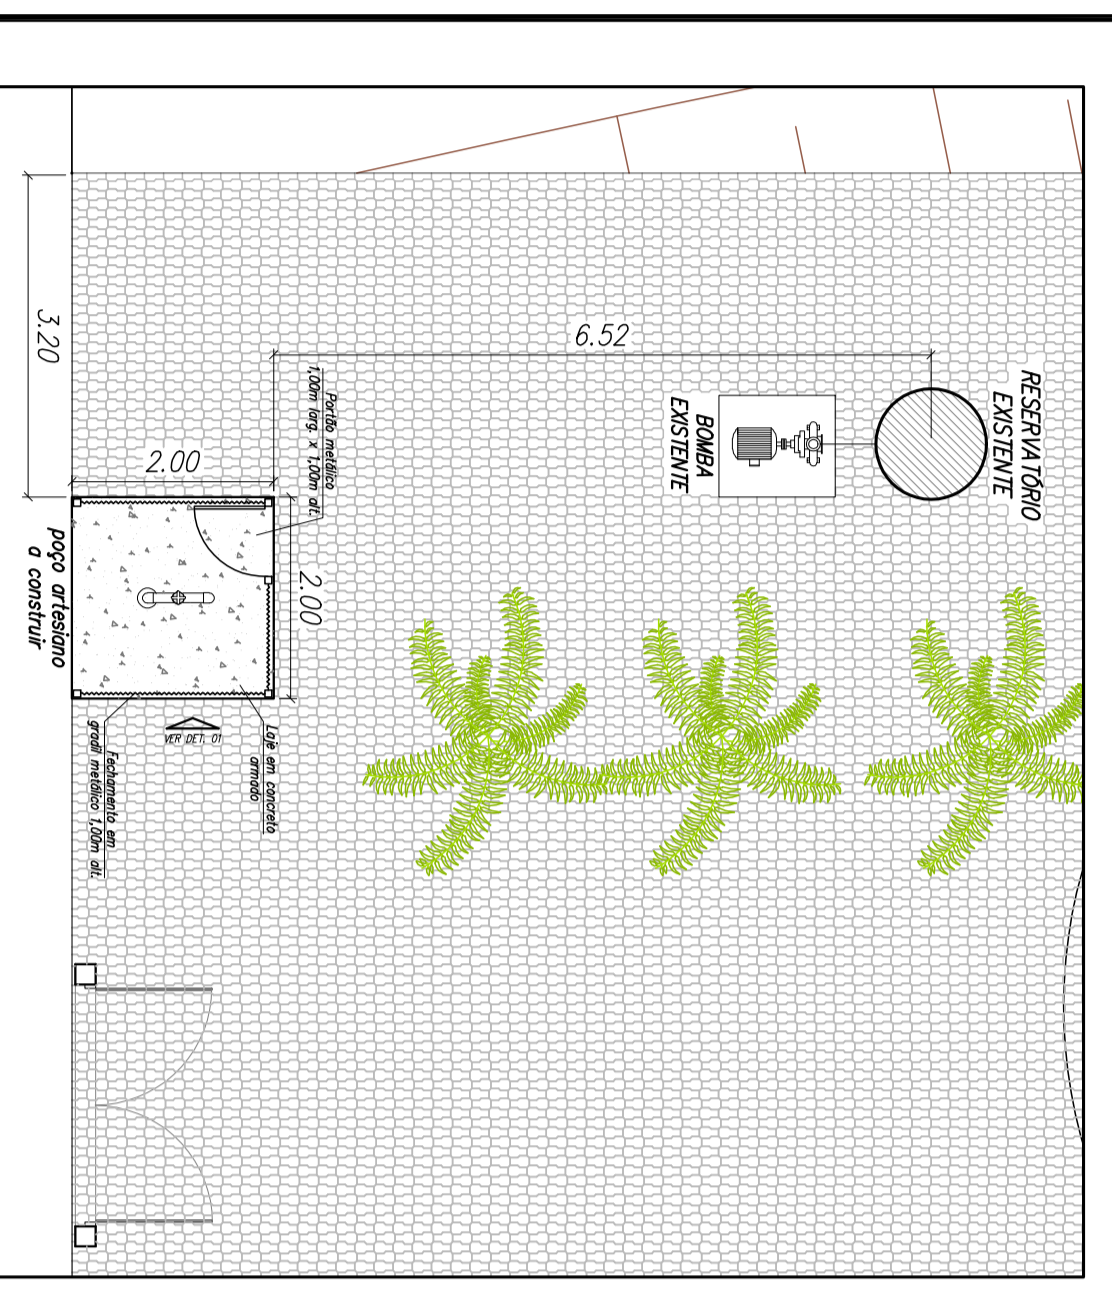 RESERVATÓRIO
EXISTENTE
BOMBA
EXISTENTE
6.52
3.20
2.00
2.00
Portão metálico
1,00m larg. x 1,00m alt.
poço artesiano
a construir
VER DET. 01
Laje em concreto
armado
Fechamento em
gradil metálico 1,00m alt.